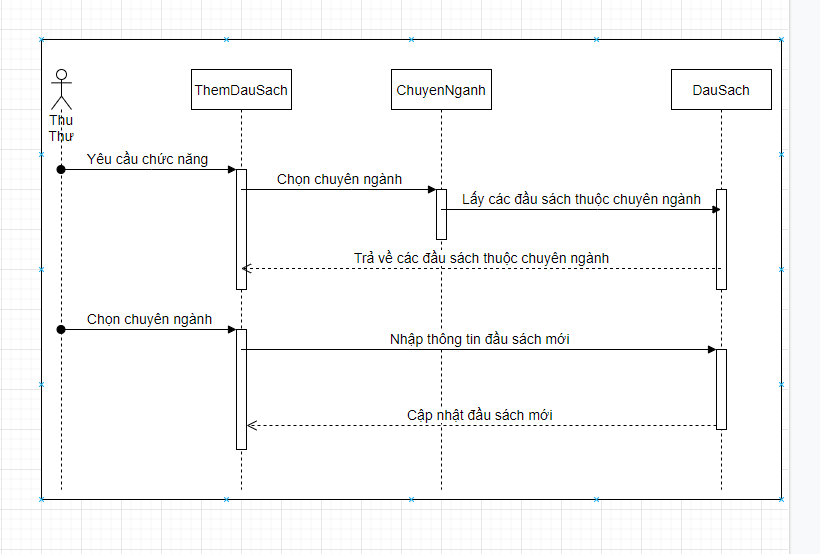 ThemDauSach
ChuyenNganh
DauSach
Thu
Thư
Yêu cầu chức năng
Chọn chuyên ngành
Lấy các đầu sách thuộc chuyên ngành
Trả về các đầu sách thuộc chuyên ngành
Chọn chuyên ngành
Nhập thông tin đầu sách mới
Cập nhật đầu sách mới